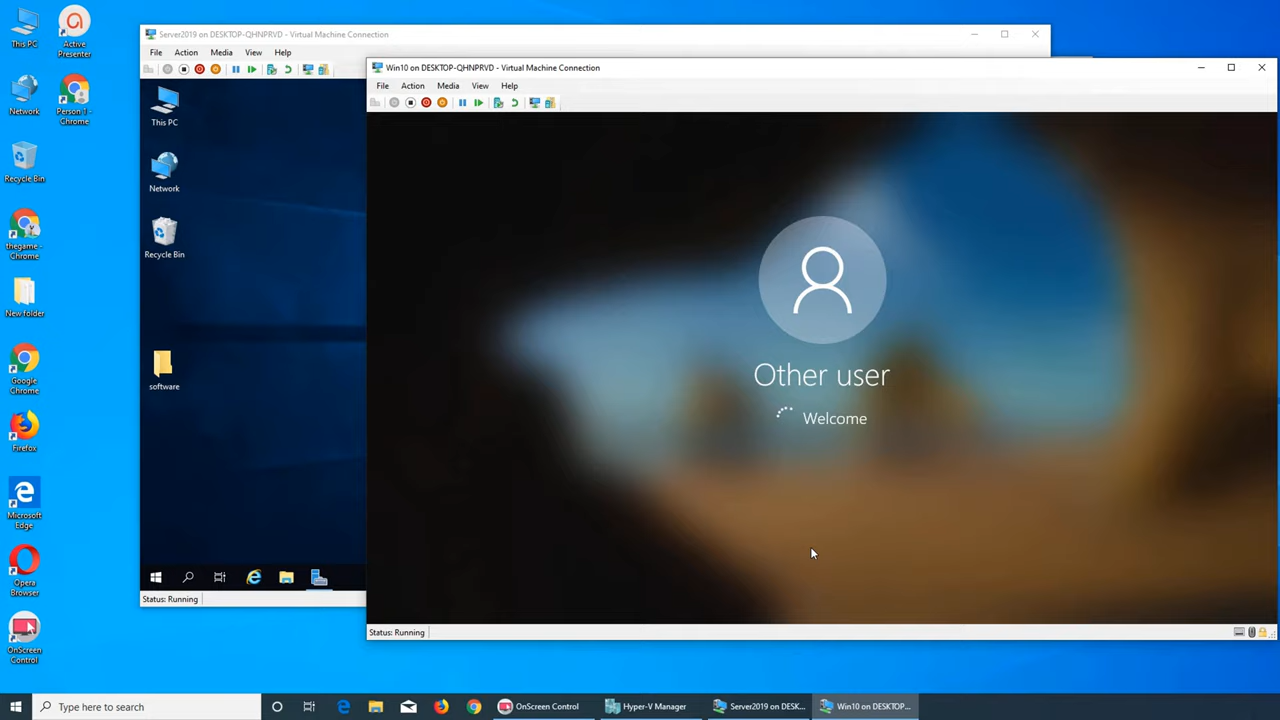 This PC
Active
Presenter
Network
Person 1 -
Chrome
Recycle Bin
thegame -
Chrome
New folder
Google
Chrome
Firefox
Microsoft
Edge
Opera
Browser
OnScreen
Control
Server2019 on DESKTOP-QHNPRVD - Virtual Machine Connection
File Action Media View Help
This PC
Network
Recycle Bin
software
Status: Running
Win10 on DESKTOP-QHNPRVD - Virtual Machine Connection
File Action Media View Help
Other user
Welcome
Status: Running
Type here to search
OnScreen Control
Hyper-V Manager
Server2019 on DESK...
Win10 on DESKTOP...